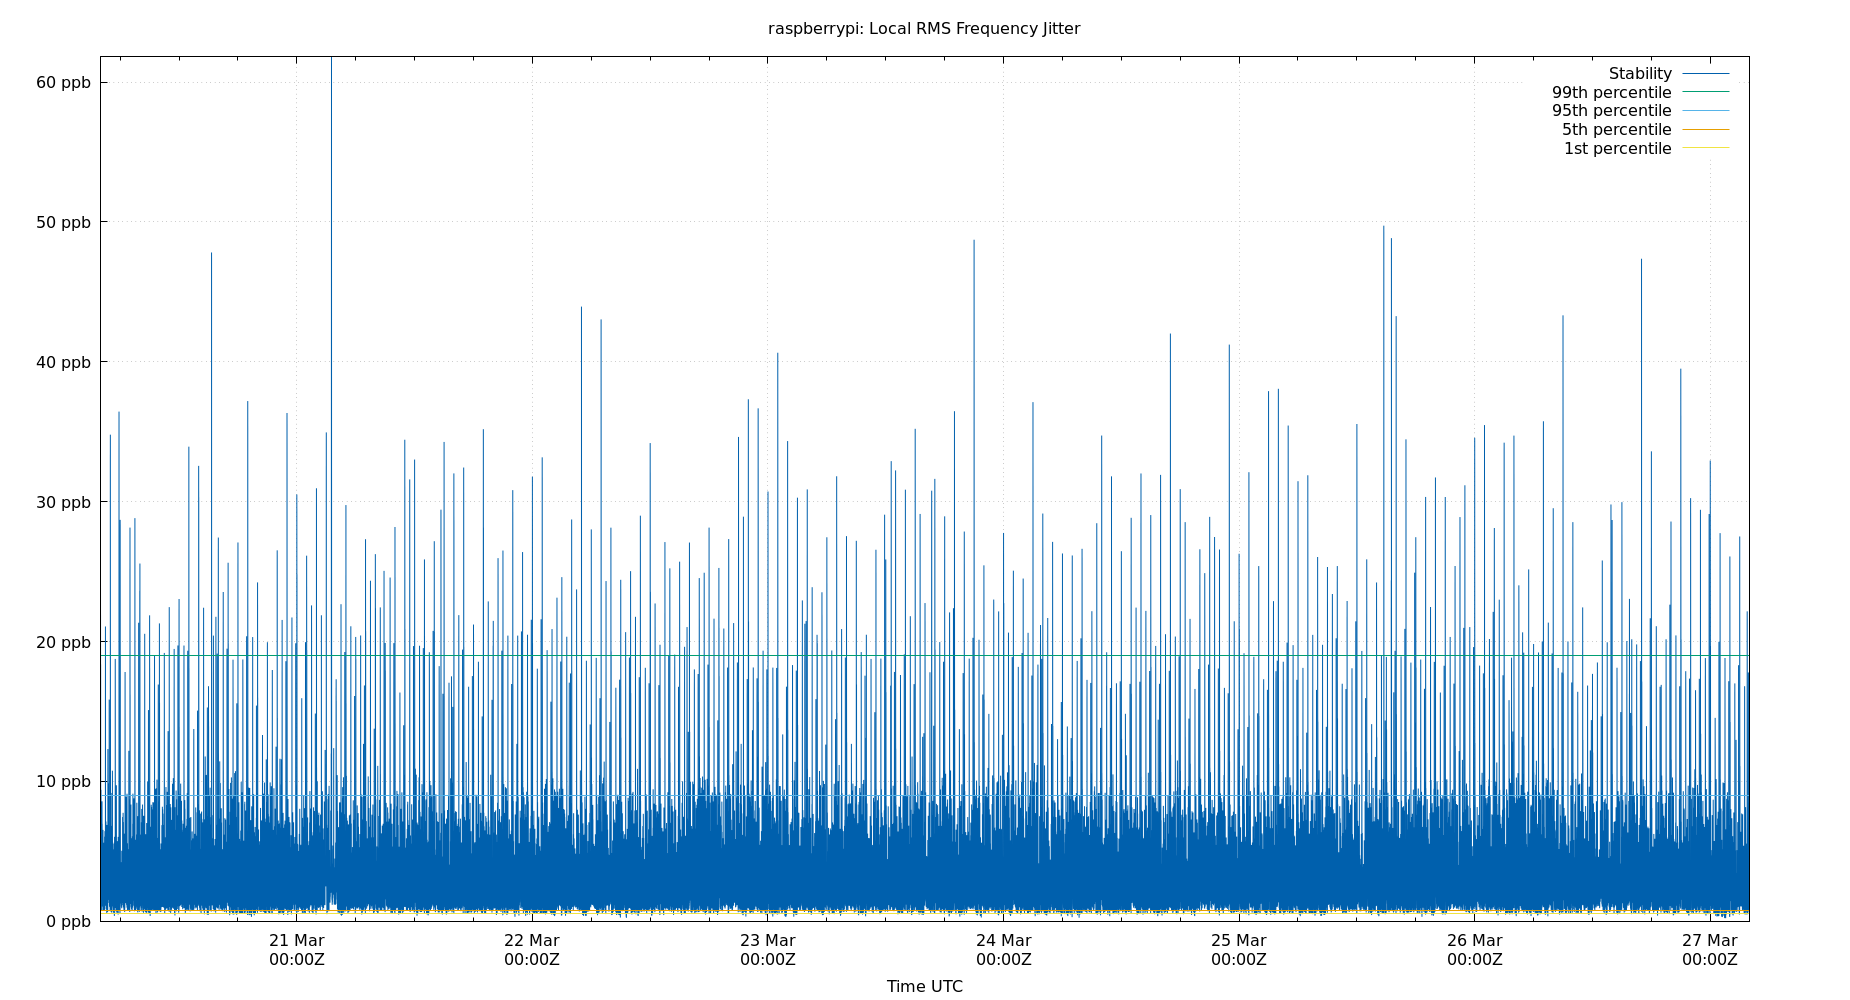 raspberrypi: Local RMS Frequency Jitter
60 ppb
50 ppb
40 ppb
30 ppb
20 ppb
10 ppb
0 ppb
Stability
99th percentile
95th percentile
5th percentile
1st percentile
21 Mar 22 Mar 23 Mar 24 Mar 25 Mar 26 Mar 27 Mar
00:00Z 00:00Z 00:00Z 00:00Z 00:00Z 00:00Z 00:00Z
Time UTC